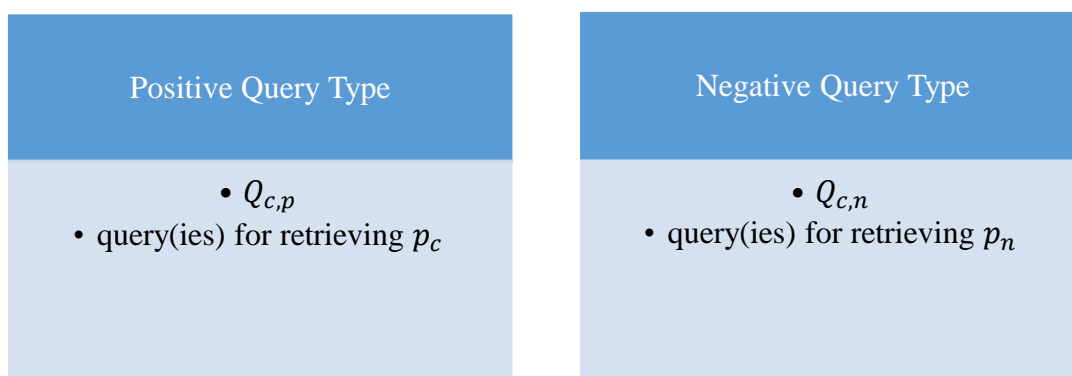 Positive Query Type
• Q_{c,p}
• query(ies) for retrieving p_c
Negative Query Type
• Q_{c,n}
• query(ies) for retrieving p_n